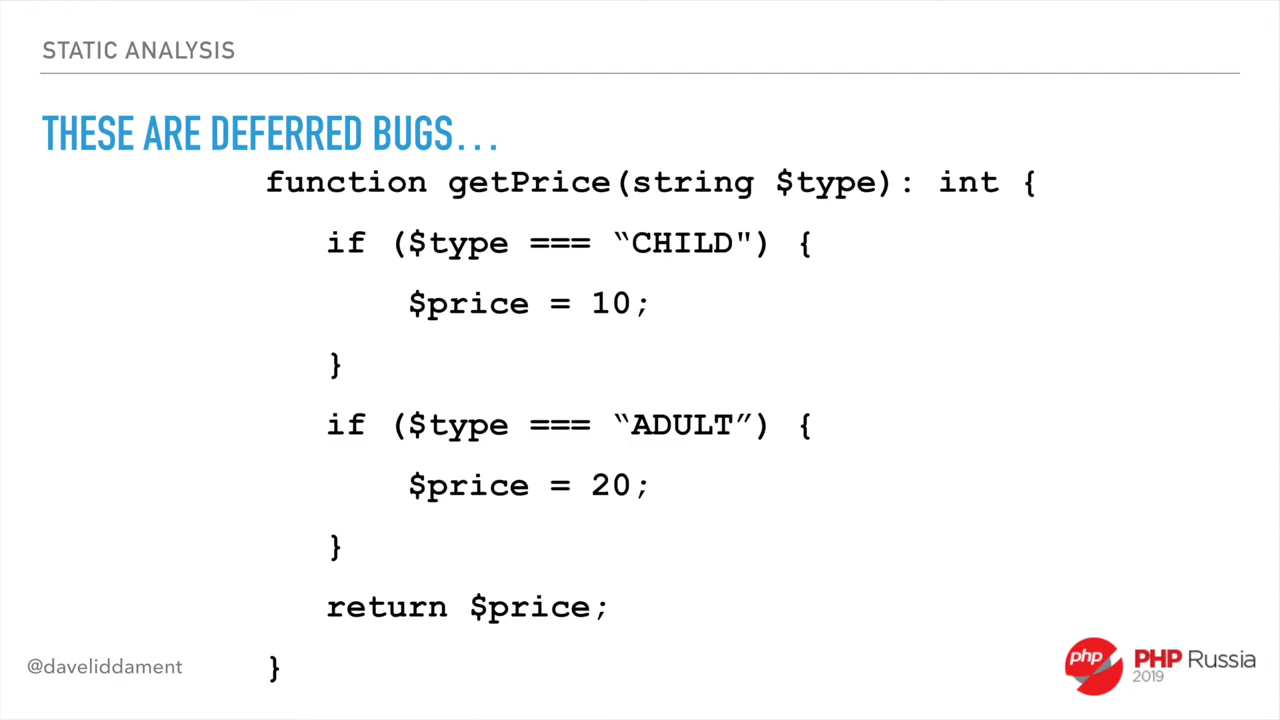 STATIC ANALYSIS
THESE ARE DEFERRED BUGS...
function getPrice(string $type): int {
if ($type === “CHILD") {
$price = 10;
}
if ($type === “ADULT”) {
$price = 20;
}
return $price;
}
@daveliddament
php PHP Russia
2019